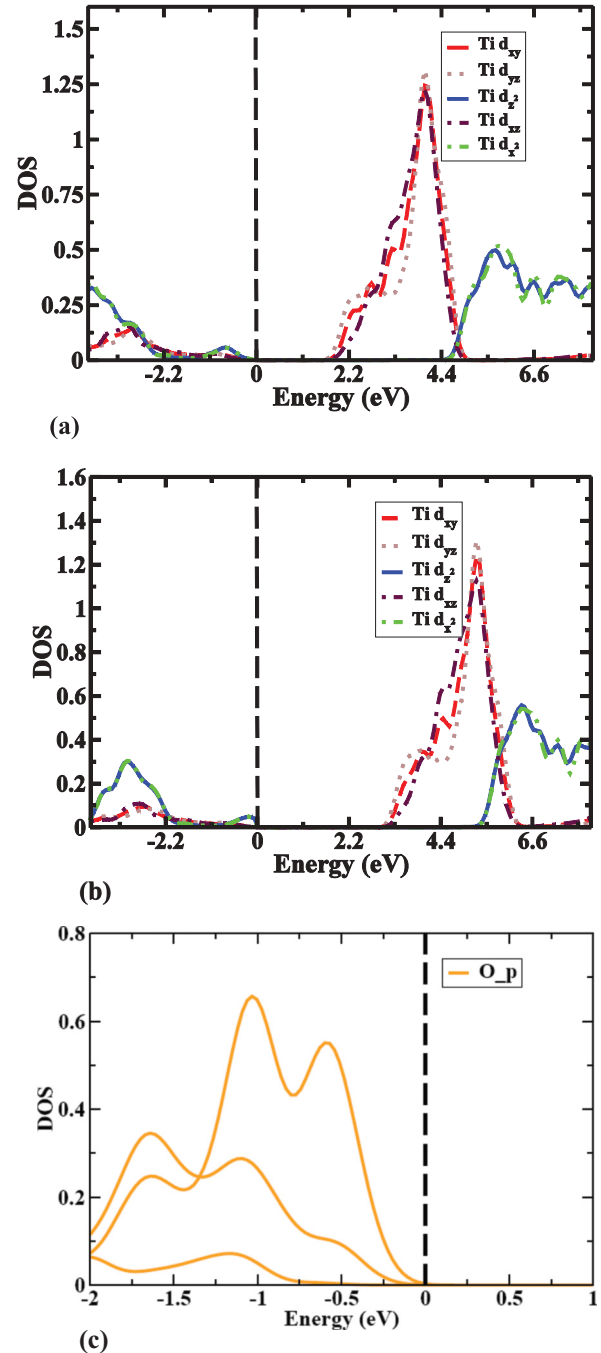 1.5
1.25
1
0.75
0.5
0.25
0
DOS
Ti d_xy
Ti d_yz
Ti d_z²
Ti d_xz
Ti d_x²
-2.2 0 2.2 4.4 6.6
Energy (eV)
(a)
1.6
1.4
1.2
1
0.8
0.6
0.4
0.2
0
DOS
Ti d_xy
Ti d_yz
Ti d_z²
Ti d_xz
Ti d_x²
-2.2 0 2.2 4.4 6.6
Energy (eV)
(b)
0.8
0.6
0.4
0.2
0
DOS
O_p
-2 -1.5 -1 -0.5 0 0.5 1
Energy (eV)
(c)